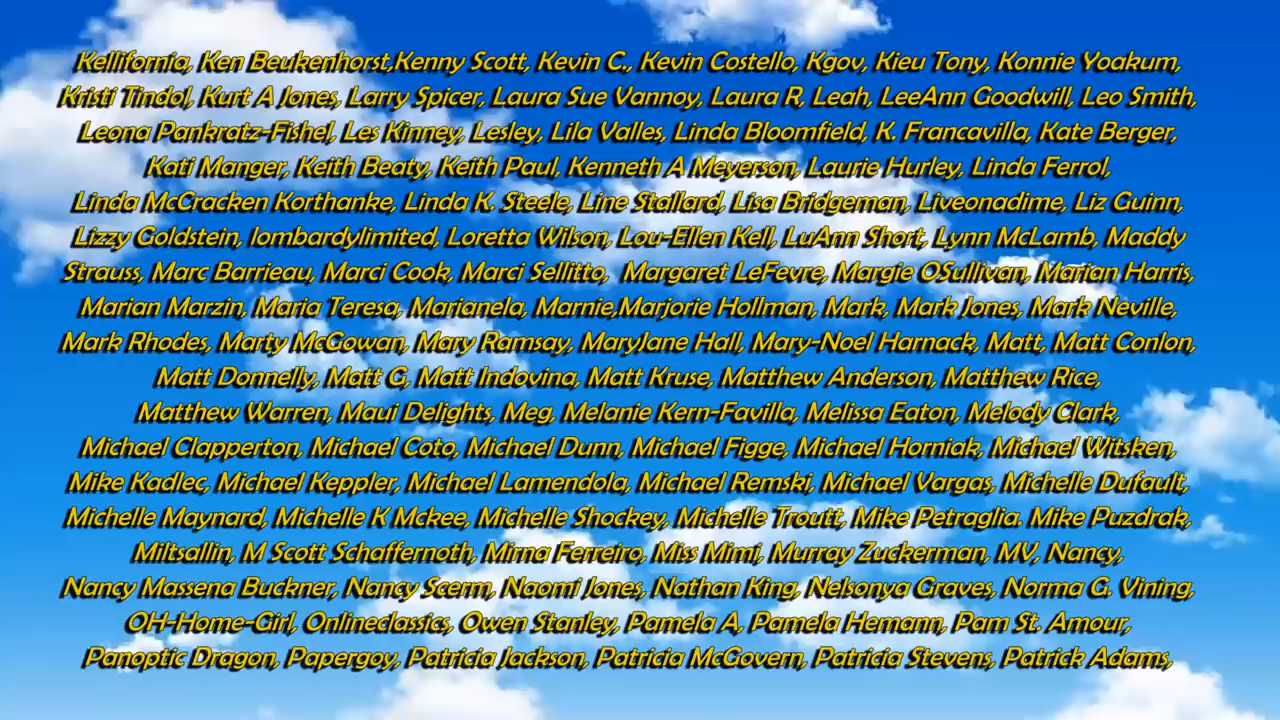 Kellifornia, Ken Beukenhorst,Kenny Scott, Kevin C., Kevin Costello, Kgov, Kieu Tony, Konnie Yoakum,
Kristi Tindol, Kurt A Jones, Larry Spicer, Laura Sue Vannoy, Laura R, Leah, LeeAnn Goodwill, Leo Smith,
Leona Pankratz-Fishel, Les Kinney, Lesley, Lila Valles, Linda Bloomfield, K. Francavilla, Kate Berger,
Kati Manger, Keith Beaty, Keith Paul, Kenneth A Meyerson, Laurie Hurley, Linda Ferrol,
Linda McCracken Korthanke, Linda K. Steele, Line Stallard, Lisa Bridgeman, Liveonadime, Liz Guinn,
Lizzy Goldstein, lombardylimited, Loretta Wilson, Lou-Ellen Kell, LuAnn Short, Lynn McLamb, Maddy
Strauss, Marc Barrieau, Marci Cook, Marci Sellitto, Margaret LeFevre, Margie OSullivan, Marian Harris,
Marian Marzin, Maria Teresa, Marianela, Marnie,Marjorie Hollman, Mark, Mark Jones, Mark Neville,
Mark Rhodes, Marty McGowan, Mary Ramsay, MaryJane Hall, Mary-Noel Harnack, Matt, Matt Conlon,
Matt Donnelly, Matt G, Matt Indovina, Matt Kruse, Matthew Anderson, Matthew Rice,
Matthew Warren, Maui Delights, Meg, Melanie Kern-Favilla, Melissa Eaton, Melody Clark,
Michael Clapperton, Michael Coto, Michael Dunn, Michael Figge, Michael Horniak, Michael Witsken,
Mike Kadlec, Michael Keppler, Michael Lamendola, Michael Remski, Michael Vargas, Michelle Dufault,
Michelle Maynard, Michelle K Mckee, Michelle Shockey, Michelle Troutt, Mike Petraglia. Mike Puzdrak,
Miltsallin, M Scott Schaffernoth, Mirna Ferreiro, Miss Mimi, Murray Zuckerman, MV, Nancy,
Nancy Massena Buckner, Nancy Scerm, Naomi Jones, Nathan King, Nelsonya Graves, Norma G. Vining,
OH-Home-Girl, Onlineclassics, Owen Stanley, Pamela A, Pamela Hemann, Pam St. Amour,
Panoptic Dragon, Papergoy, Patricia Jackson, Patricia McGovern, Patricia Stevens, Patrick Adams,